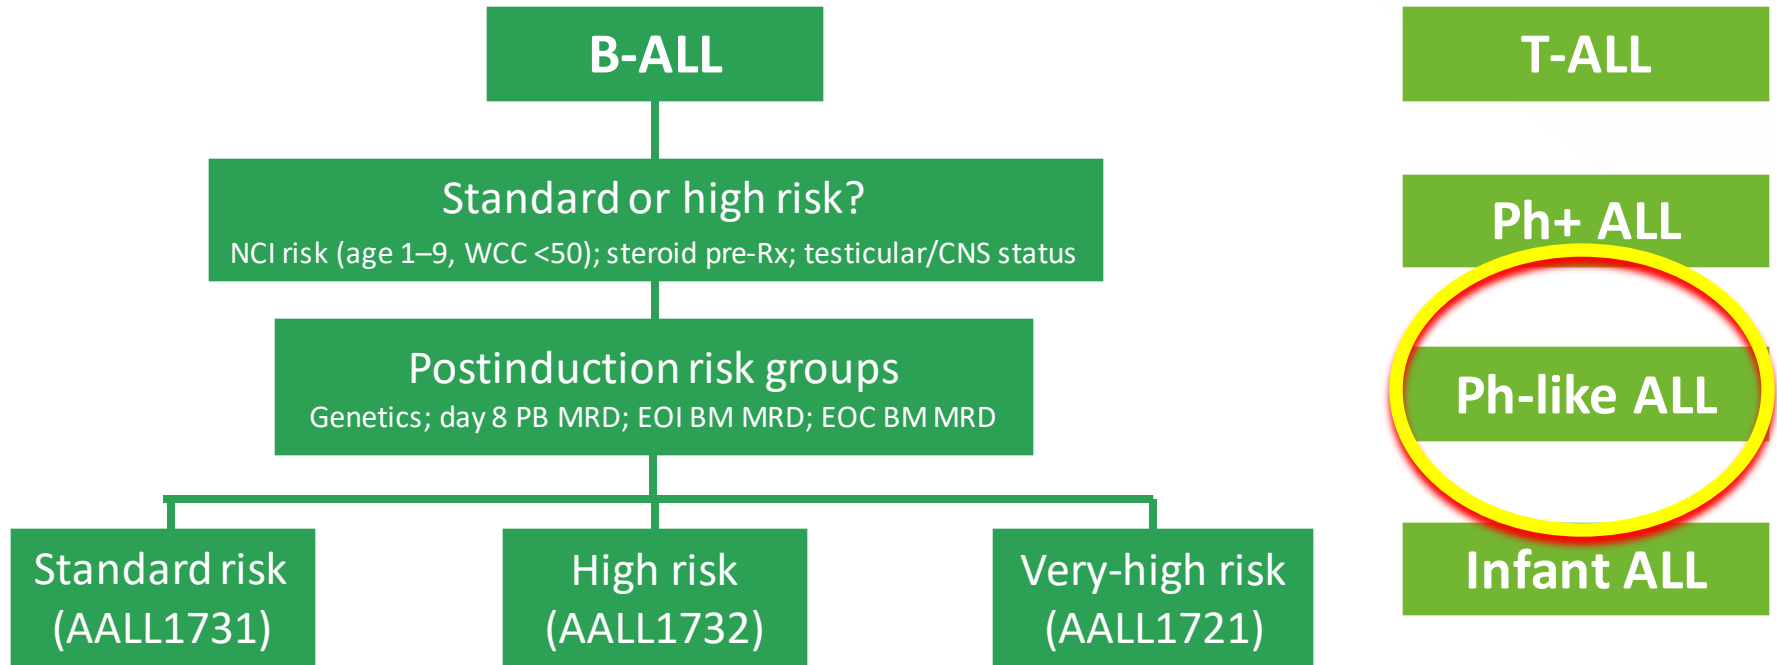 B-ALL
Standard or high risk?
NCI risk (age 1–9, WCC <50); steroid pre-Rx; testicular/CNS status
Postinduction risk groups
Genetics; day 8 PB MRD; EOI BM MRD; EOC BM MRD
Standard risk
(AALL1731)
High risk
(AALL1732)
Very-high risk
(AALL1721)
T-ALL
Ph+ ALL
Ph-like ALL
Infant ALL